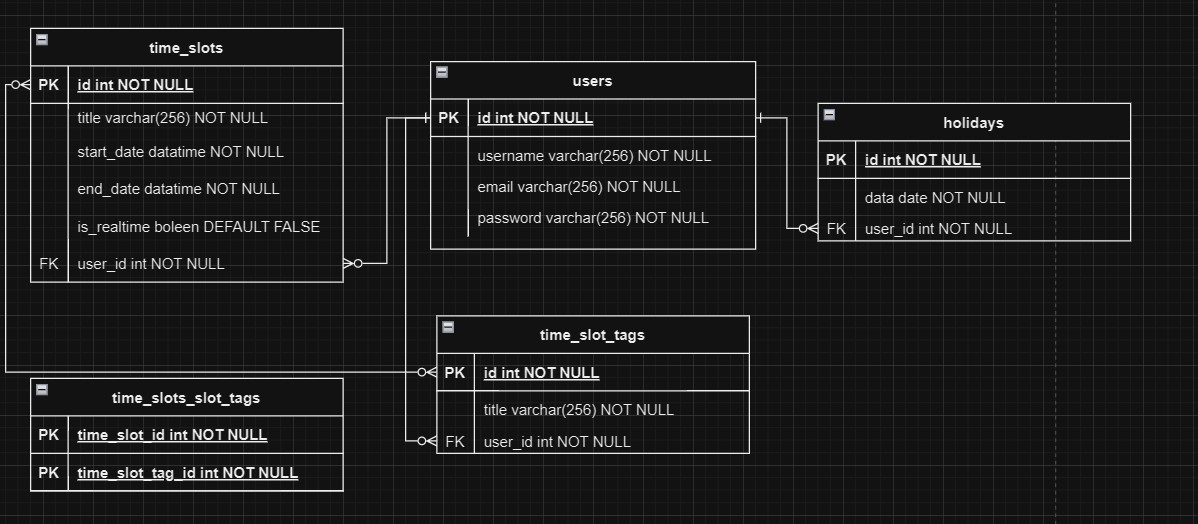 time_slots
PK id int NOT NULL
title varchar(256) NOT NULL
start_date datatime NOT NULL
end_date datatime NOT NULL
is_realtime boleen DEFAULT FALSE
FK user_id int NOT NULL
users
PK id int NOT NULL
username varchar(256) NOT NULL
email varchar(256) NOT NULL
password varchar(256) NOT NULL
holidays
PK id int NOT NULL
data date NOT NULL
FK user_id int NOT NULL
time_slot_tags
PK id int NOT NULL
title varchar(256) NOT NULL
FK user_id int NOT NULL
time_slots_slot_tags
PK time_slot_id int NOT NULL
PK time_slot_tag_id int NOT NULL